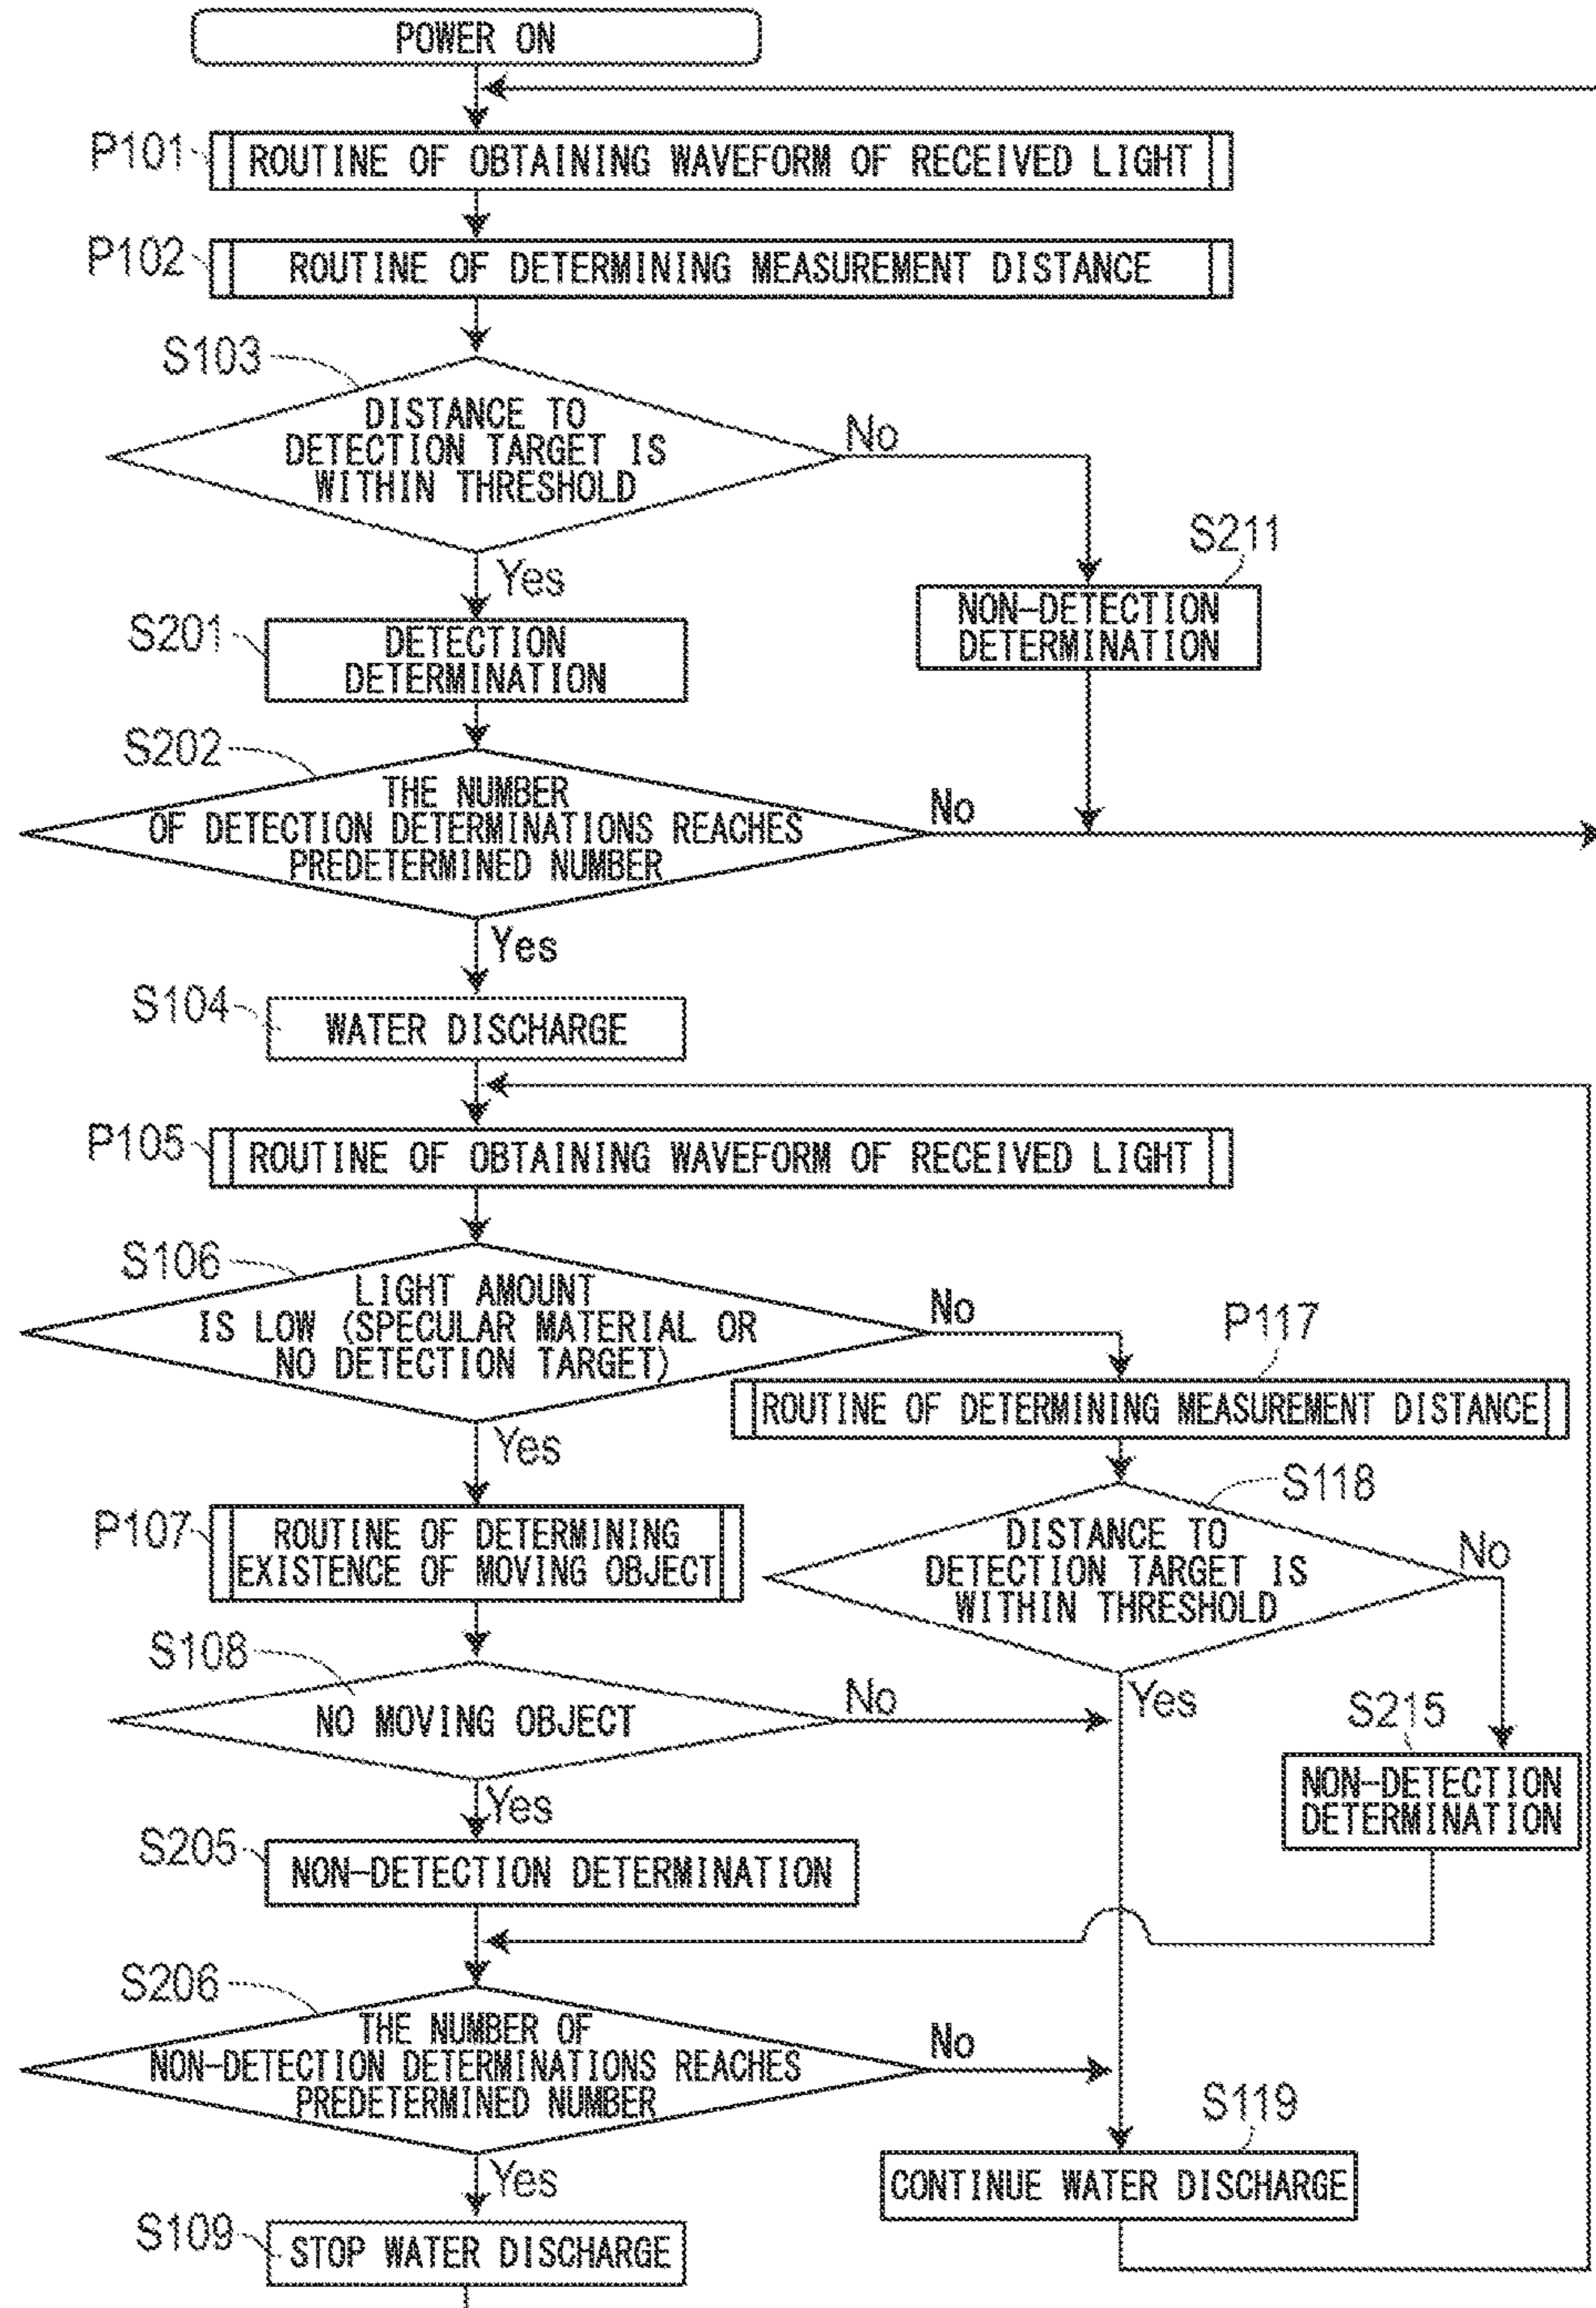 POWER ON
P101
ROUTINE OF OBTAINING WAVEFORM OF RECEIVED LIGHT
P102
ROUTINE OF DETERMINING MEASUREMENT DISTANCE
S103
DISTANCE TO
DETECTION TARGET IS
WITHIN THRESHOLD
No
Yes
S211
NON-DETECTION
DETERMINATION
S201
DETECTION
DETERMINATION
S202
THE NUMBER
OF DETECTION DETERMINATIONS REACHES
PREDETERMINED NUMBER
No
Yes
S104
WATER DISCHARGE
P105
ROUTINE OF OBTAINING WAVEFORM OF RECEIVED LIGHT
S106
LIGHT AMOUNT
IS LOW (SPECULAR MATERIAL OR
NO DETECTION TARGET)
No
Yes
P117
ROUTINE OF DETERMINING MEASUREMENT DISTANCE
P107
ROUTINE OF DETERMINING
EXISTENCE OF MOVING OBJECT
S118
DISTANCE TO
DETECTION TARGET IS
WITHIN THRESHOLD
No
Yes
S108
NO MOVING OBJECT
No
Yes
S215
NON-DETECTION
DETERMINATION
S205
NON-DETECTION DETERMINATION
S206
THE NUMBER OF
NON-DETECTION DETERMINATIONS REACHES
PREDETERMINED NUMBER
No
Yes
S119
CONTINUE WATER DISCHARGE
S109
STOP WATER DISCHARGE